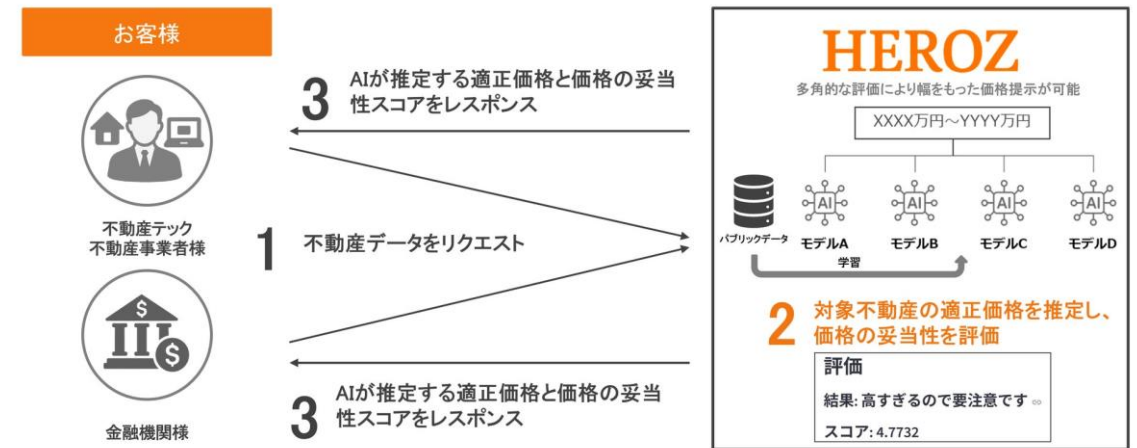 お客様
不動産テック
不動産事業者様
金融機関様
3
AIが推定する適正価格と価格の妥当
性スコアをレスポンス
1
不動産データをリクエスト
3
AIが推定する適正価格と価格の妥当
性スコアをレスポンス
HEROZ
多角的な評価により幅をもった価格提示が可能
XXXX万円～YYYY万円
AI
AI
AI
AI
パブリックデータ
モデルA
モデルB
モデルC
モデルD
学習
2
対象不動産の適正価格を推定し、
価格の妥当性を評価
評価
結果: 高すぎるので要注意です
スコア: 4.7732